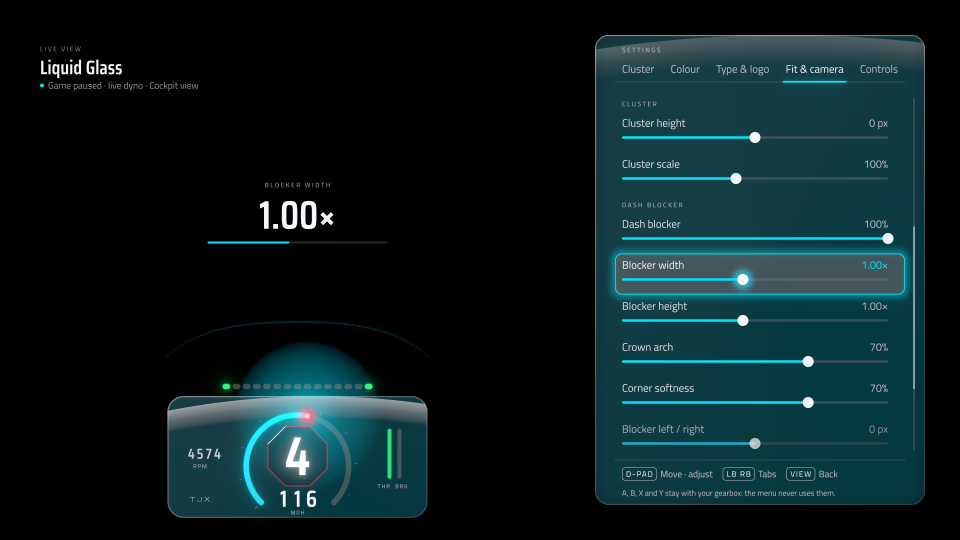 LIVE VIEW
Liquid Glass
Game paused · live dyno · Cockpit view
BLOCKER WIDTH
1.00×
4574
RPM
TJX
4
116
MPH
THR BRK
SETTINGS
Cluster Colour Type & logo Fit & camera Controls
CLUSTER
Cluster height 0 px
Cluster scale 100%
DASH BLOCKER
Dash blocker 100%
Blocker width 1.00×
Blocker height 1.00×
Crown arch 70%
Corner softness 70%
Blocker left / right 0 px
D-PAD Move · adjust LB RB Tabs VIEW Back
A, B, X and Y stay with your gearbox: the menu never uses them.